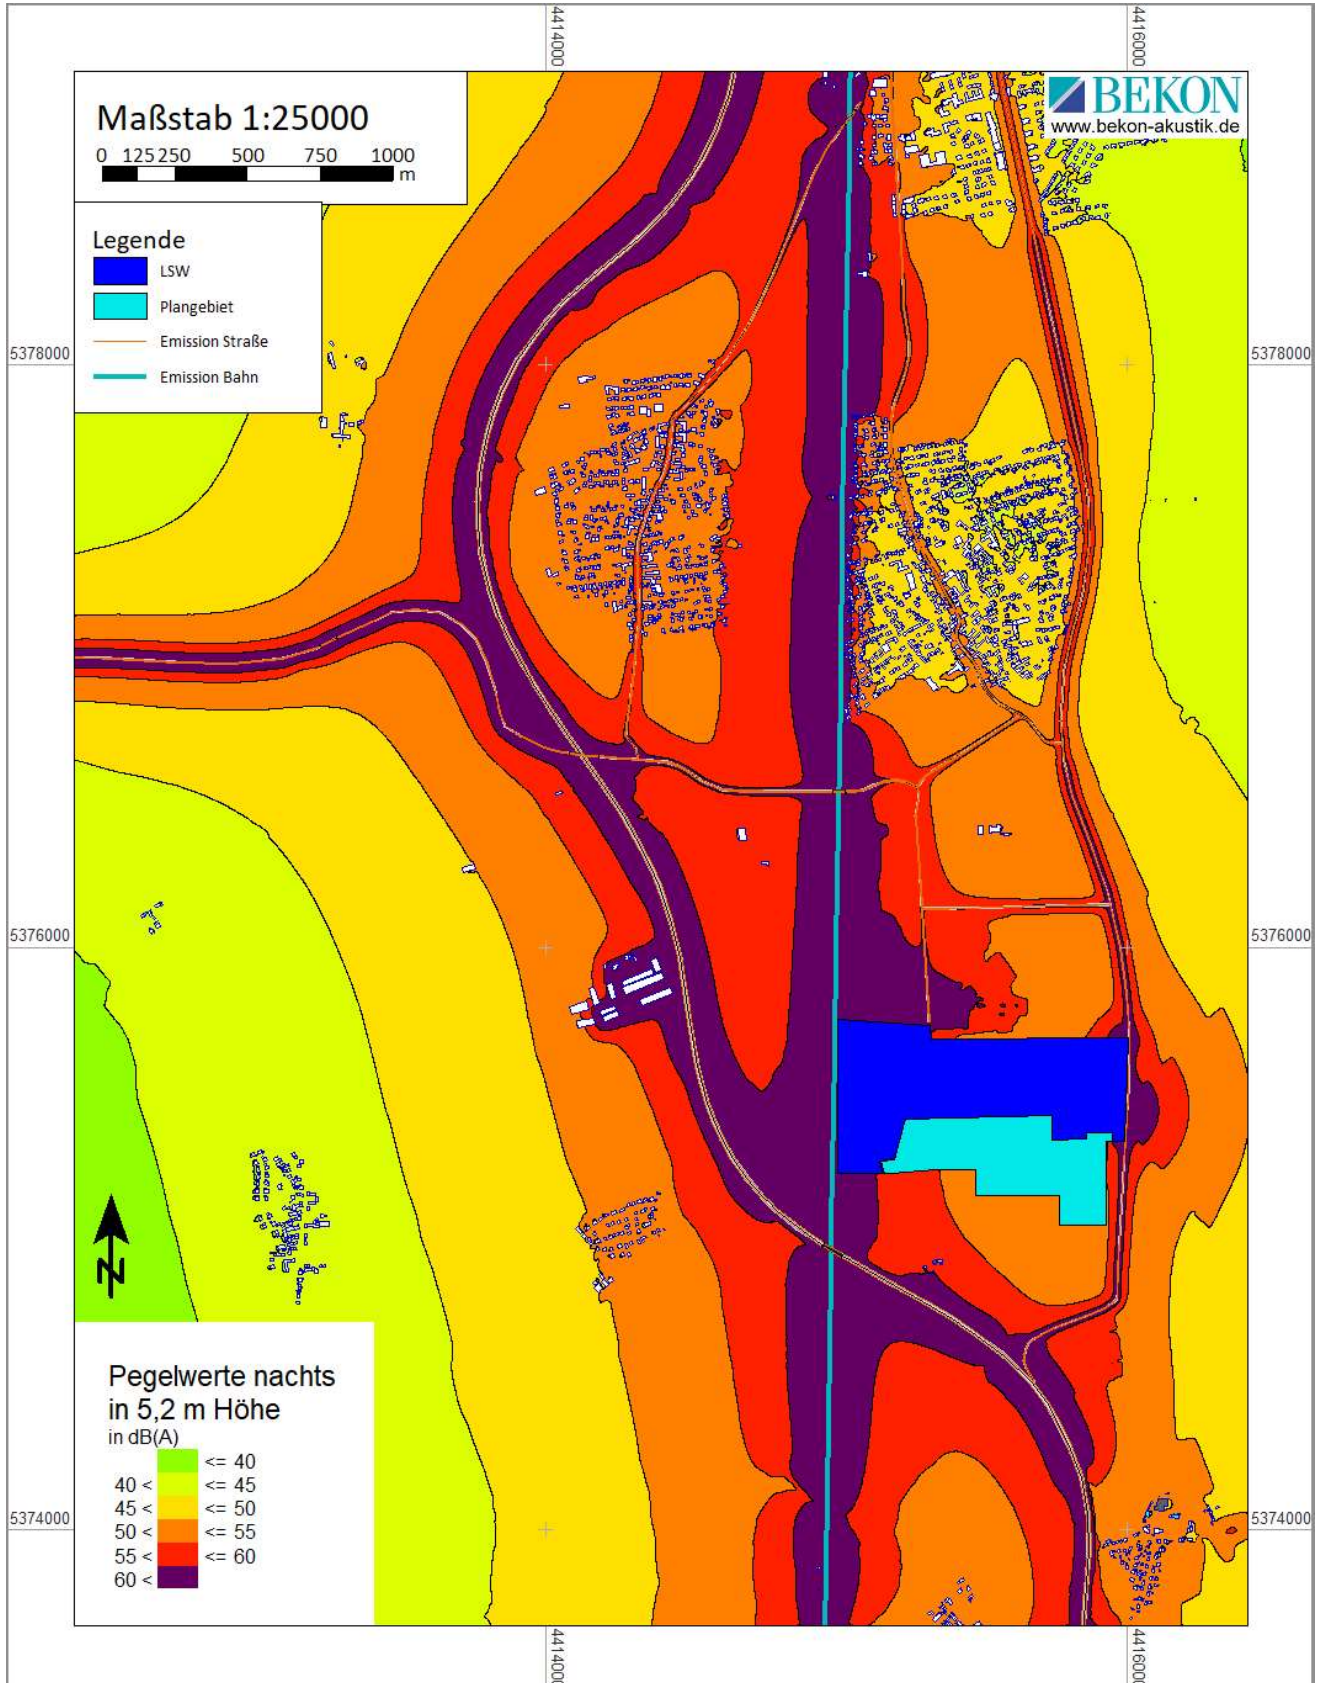 4414000
4416000
Maßstab 1:25000
0 125 250 500 750 1000
m
BEKON
www.bekon-akustik.de
Legende
LSW
Plangebiet
Emission Straße
Emission Bahn
5378000
5378000
5376000
5376000
N
Pegelwerte nachts
in 5,2 m Höhe
in dB(A)
<= 40
40 < <= 45
45 < <= 50
50 < <= 55
55 < <= 60
60 <
5374000
5374000
4414000
4416000